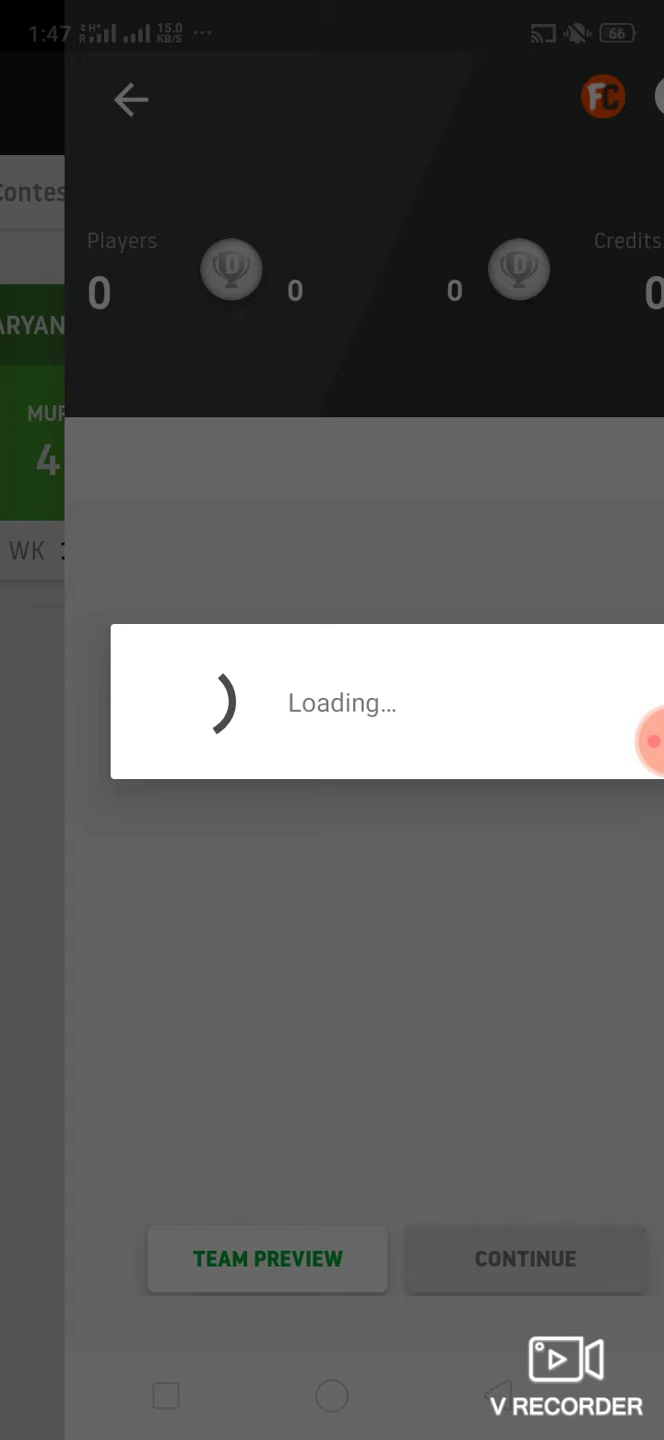 1:47 R H 15.0 KB/S ... 66
FC
Contes
Players
Credits
0 D 0
0 D 0
ARYAN
MUR
4
WK
Loading...
TEAM PREVIEW
CONTINUE
V RECORDER